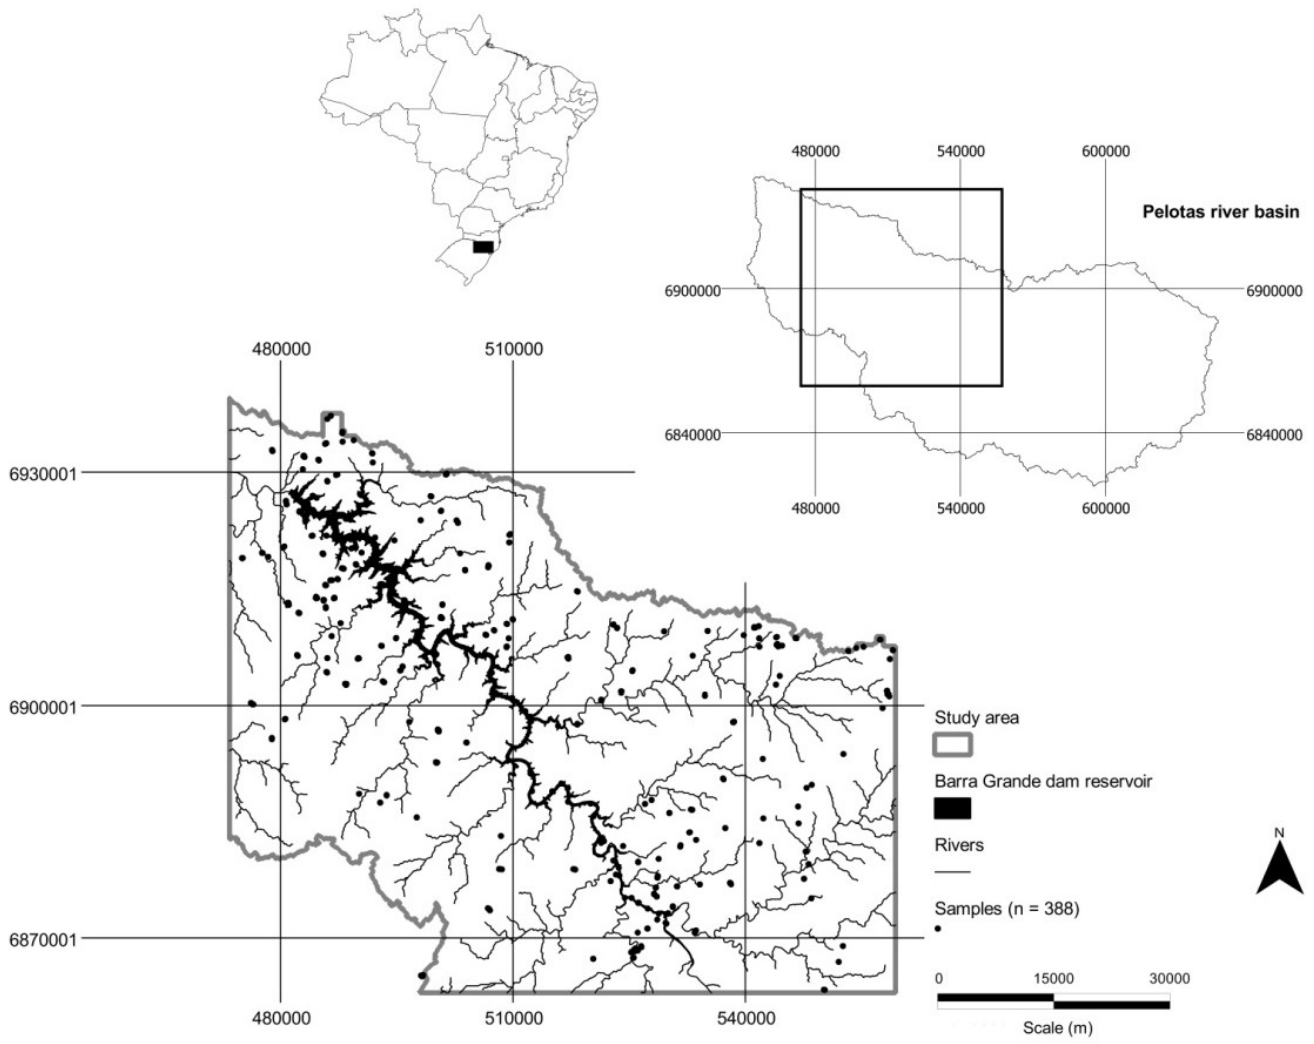 480000 540000 600000
Pelotas river basin
6900000 6900000
6840000 6840000
480000 540000 600000
480000 510000
6930001
6900001
6870001
480000 510000 540000
Study area
Barra Grande dam reservoir
Rivers
Samples (n = 388)
N
0 15000 30000
Scale (m)